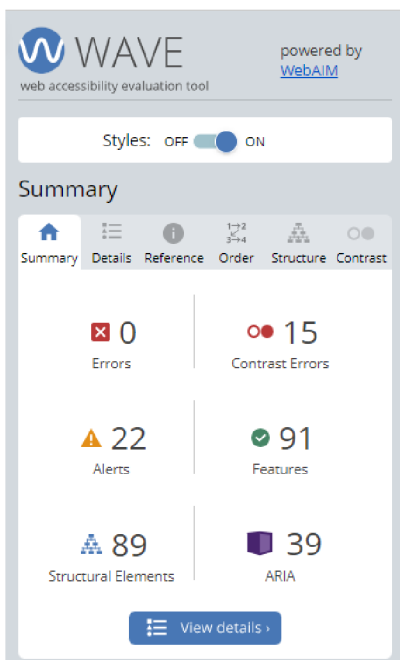 WAVE
web accessibility evaluation tool
powered by
WebAIM
Styles: OFF ON
Summary
Summary Details Reference Order Structure Contrast
0
Errors
15
Contrast Errors
22
Alerts
91
Features
89
Structural Elements
39
ARIA
View details ›